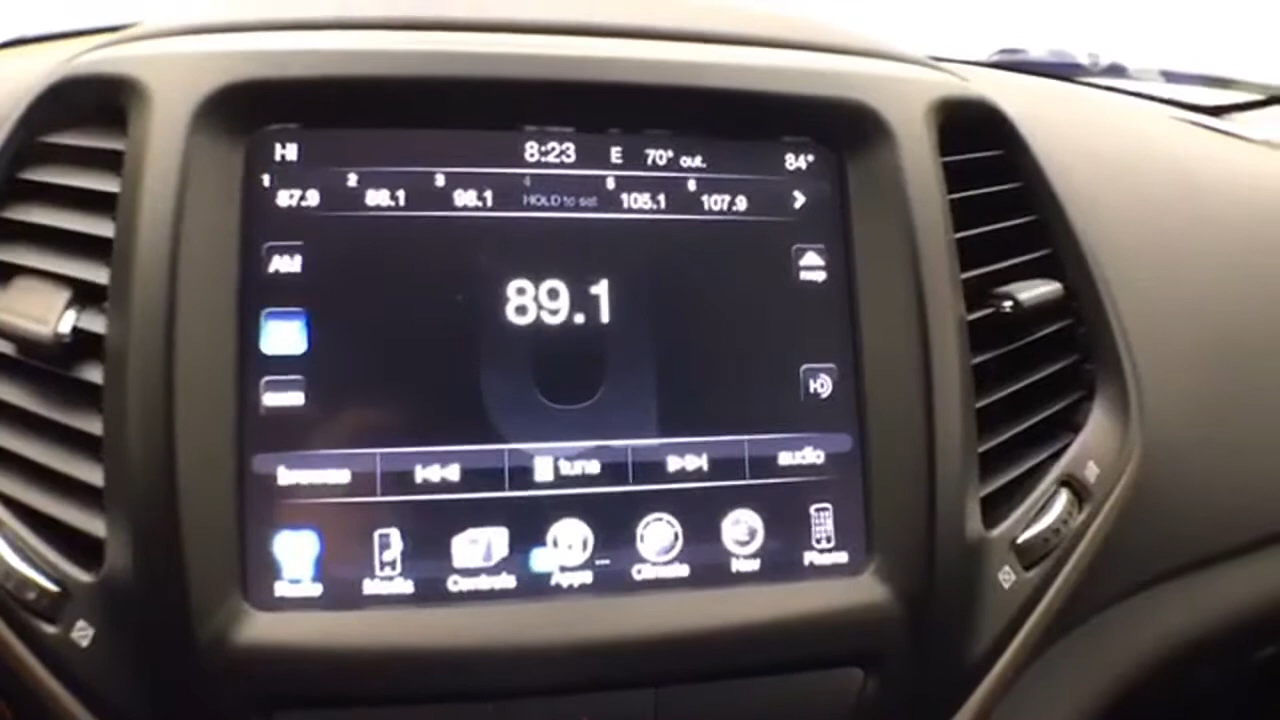 HI 8:23 E 70° out. 84°
1 2 3 4 5 6
87.9 88.1 98.1 HOLD to set 105.1 107.9
AM
89.1
map
HD
browse tune audio
Radio Media Controls Apps... Climate Nav Phone